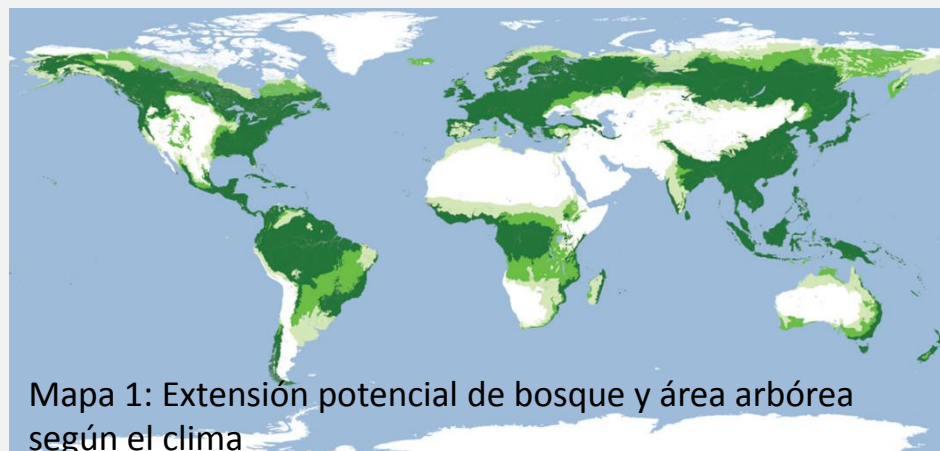 Mapa 1: Extensión potencial de bosque y área arbórea
según el clima